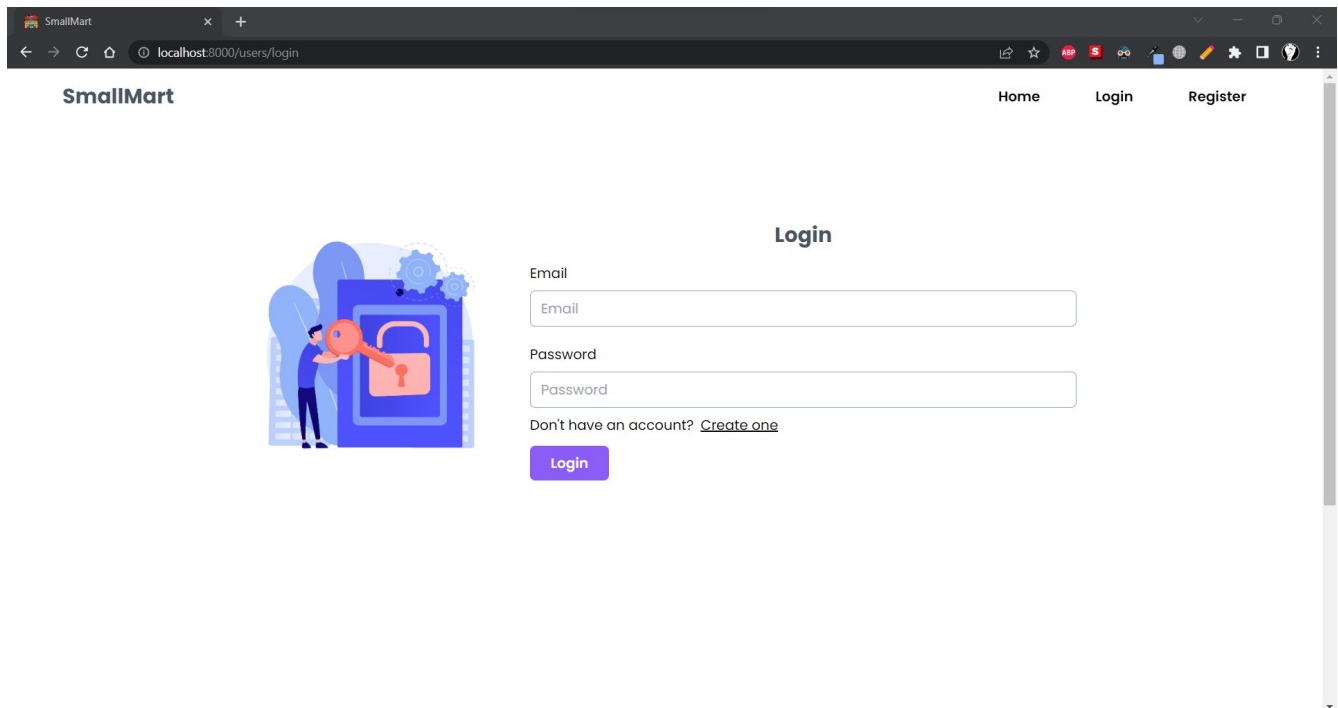 SmallMart
localhost:8000/users/login
ABP S
SmallMart Home Login Register
Login
Email
Email
Password
Password
Don't have an account? Create one
Login